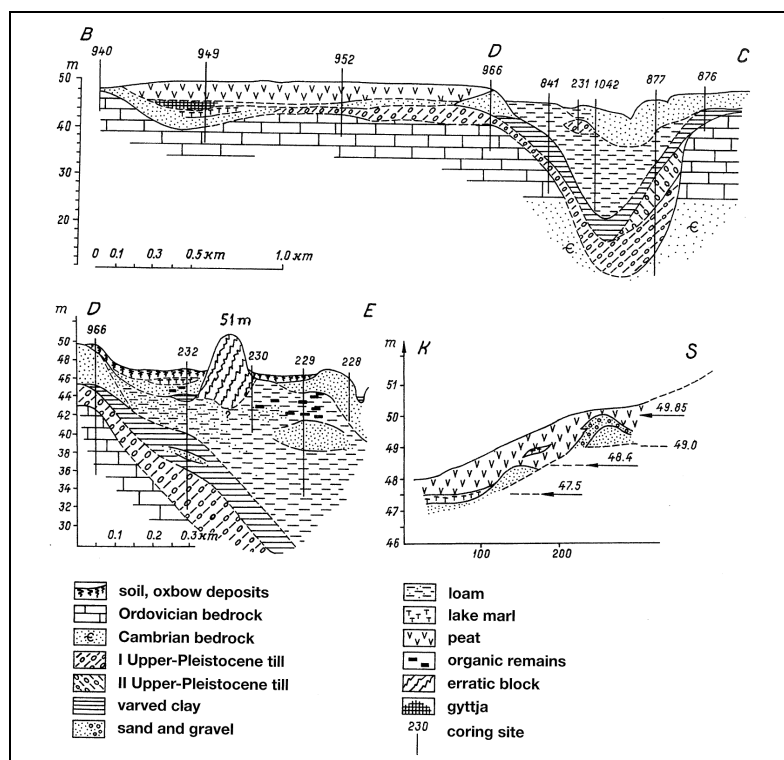 B D C
940 949 952 966 841 231 1042 877 876
m
50
40
30
20
Є Є
0 0.1 0.3 0.5 км 1.0 км
m D E
51 m
966 232 230 229 228
50
48
46
44
42
40
38
36
34
32
30
?
0.1 0.2 0.3 км
m K S
51
50
49
48
47
46
49.85
49.0
48.4
47.5
100 200
soil, oxbow deposits
Ordovician bedrock
Є Cambrian bedrock
I Upper-Pleistocene till
II Upper-Pleistocene till
varved clay
sand and gravel
loam
lake marl
peat
organic remains
erratic block
gyttja
230 coring site